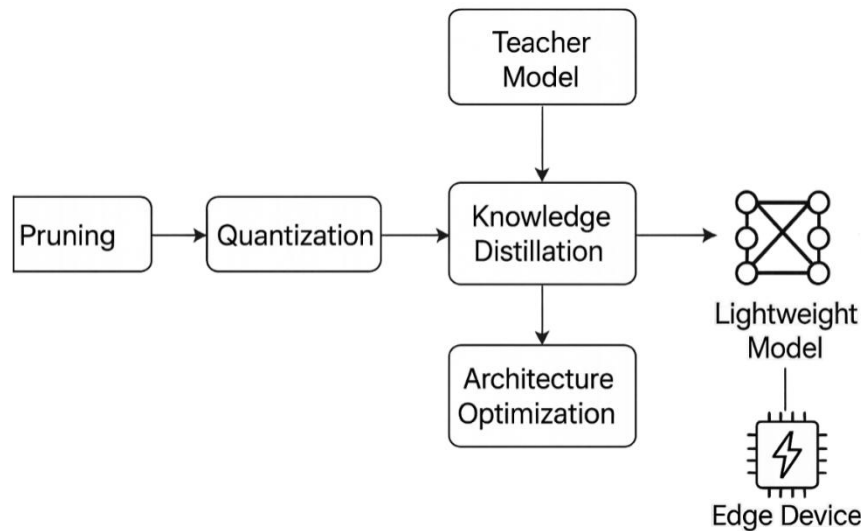 Teacher
Model
Pruning
Quantization
Knowledge
Distillation
Lightweight
Model
Architecture
Optimization
Edge Device